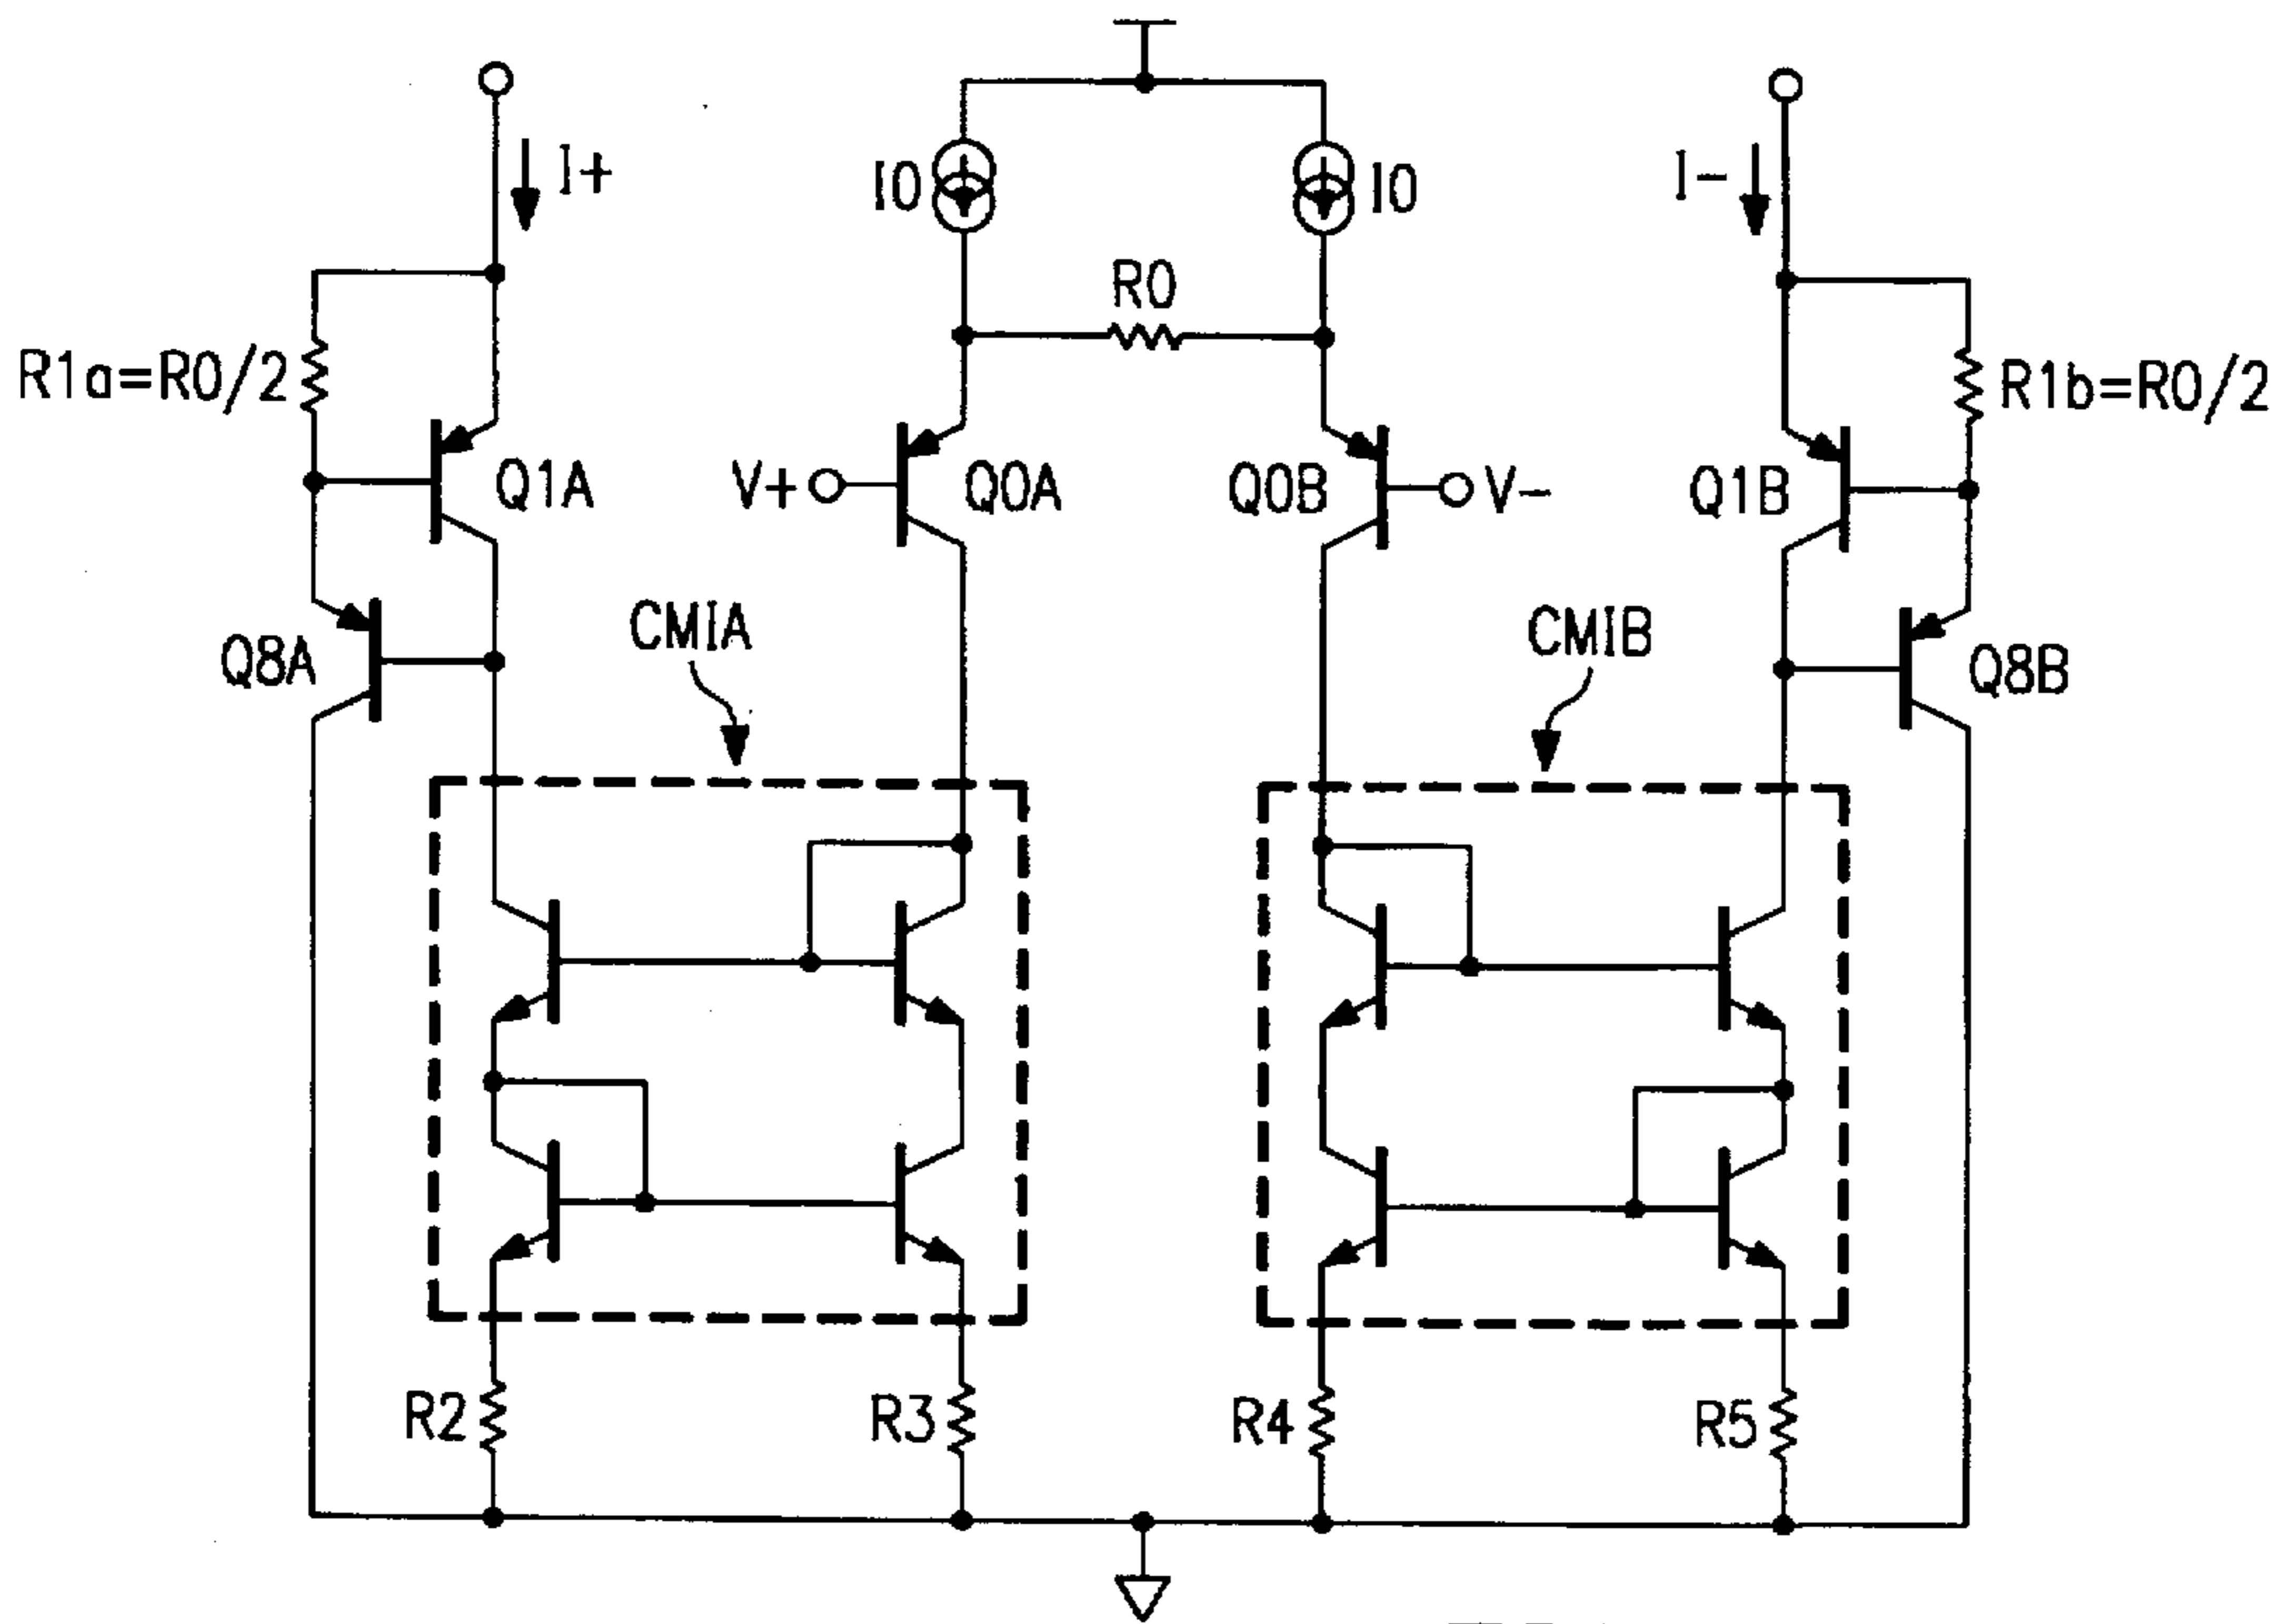 I+
I0
I0
I-
R0
R1a=R0/2
R1b=R0/2
Q1A
V+
Q0A
Q0B
V-
Q1B
Q8A
CMIA
CMIB
Q8B
R2
R3
R4
R5